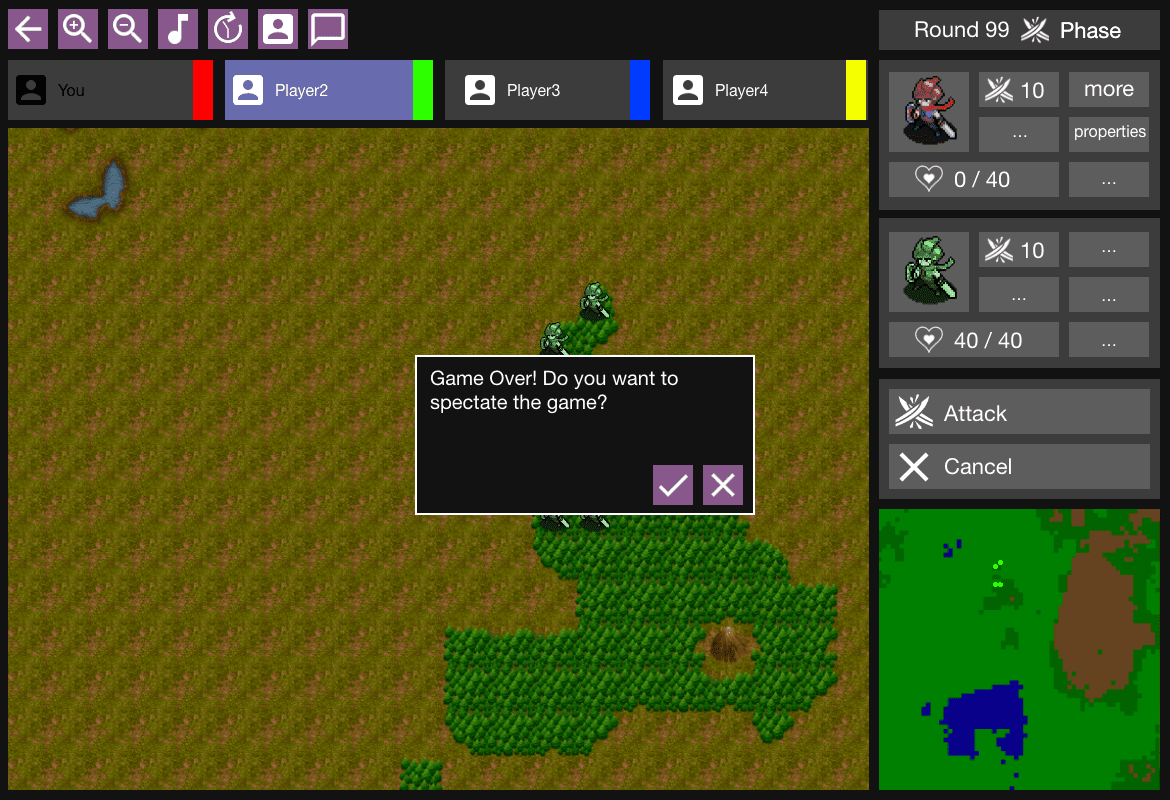 Round 99 Phase
You
Player2
Player3
Player4
10
more
...
properties
0 / 40
...
10
...
...
...
40 / 40
...
Game Over! Do you want to
spectate the game?
Attack
Cancel